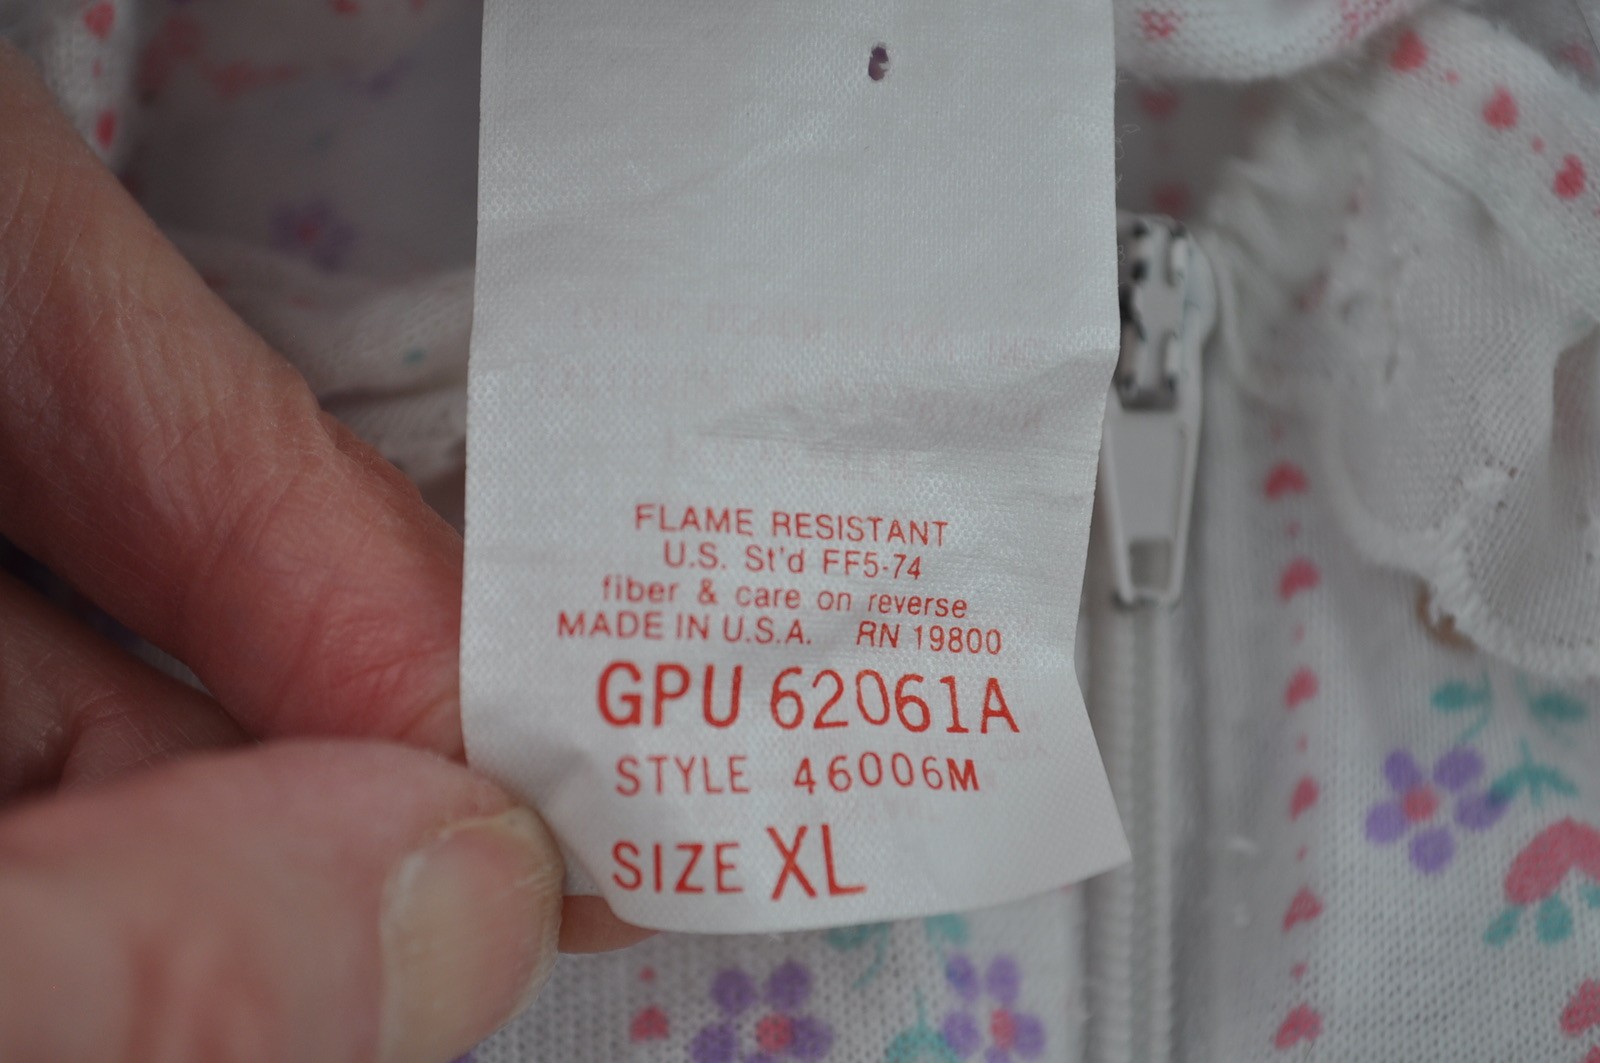 FLAME RESISTANT
U.S. St'd FF5-74
fiber & care on reverse
MADE IN U.S.A. RN 19800
GPU 62061A
STYLE 46006M
SIZE XL